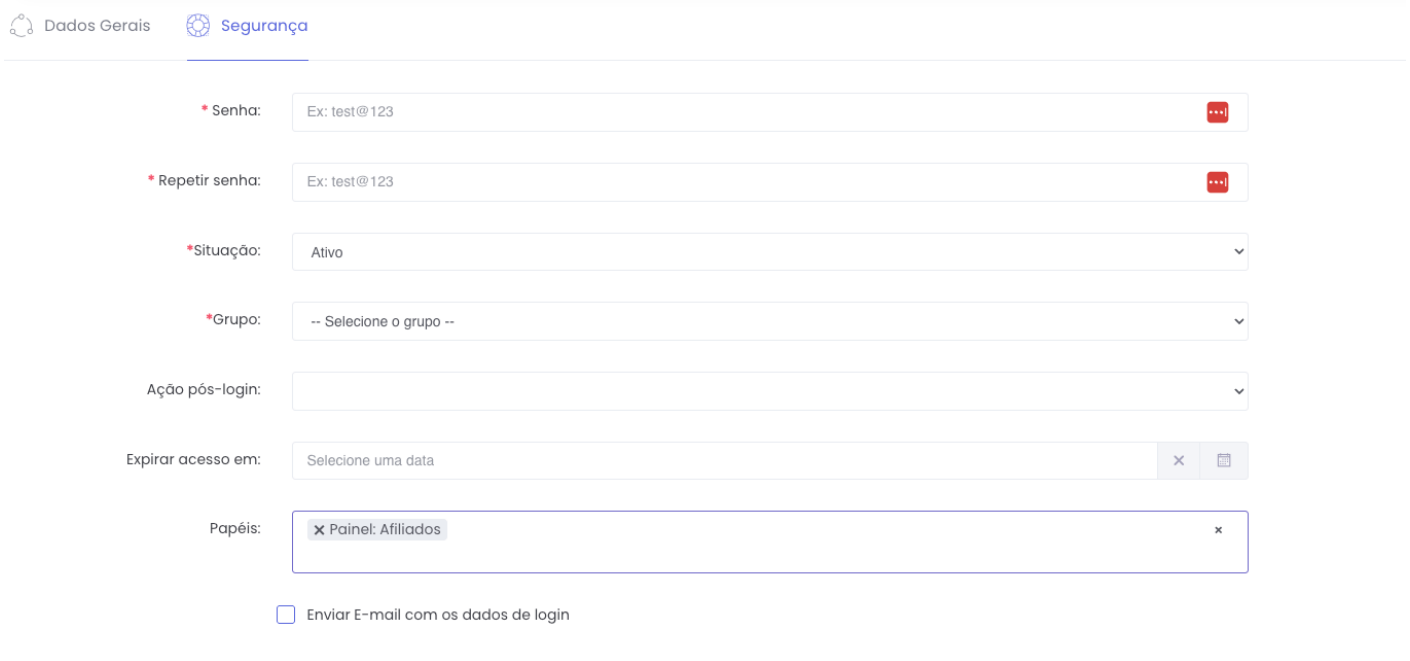 Dados Gerais Segurança
* Senha: Ex: test@123
* Repetir senha: Ex: test@123
*Situação: Ativo
*Grupo: -- Selecione o grupo --
Ação pós-login:
Expirar acesso em: Selecione uma data
Papéis: × Painel: Afiliados ×
Enviar E-mail com os dados de login